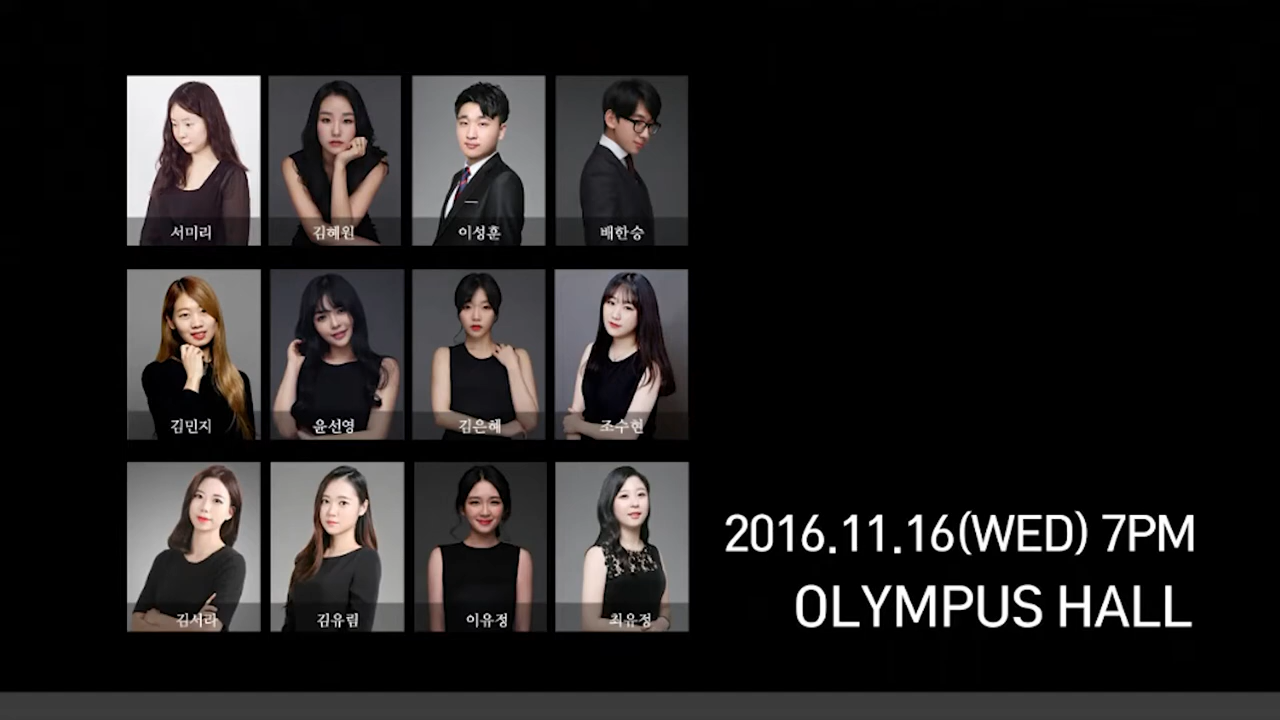 서미리
김혜원
이성훈
배한승
김민지
윤선영
김은혜
조수현
김서라
김유림
이유정
최유정
2016.11.16(WED) 7PM
OLYMPUS HALL